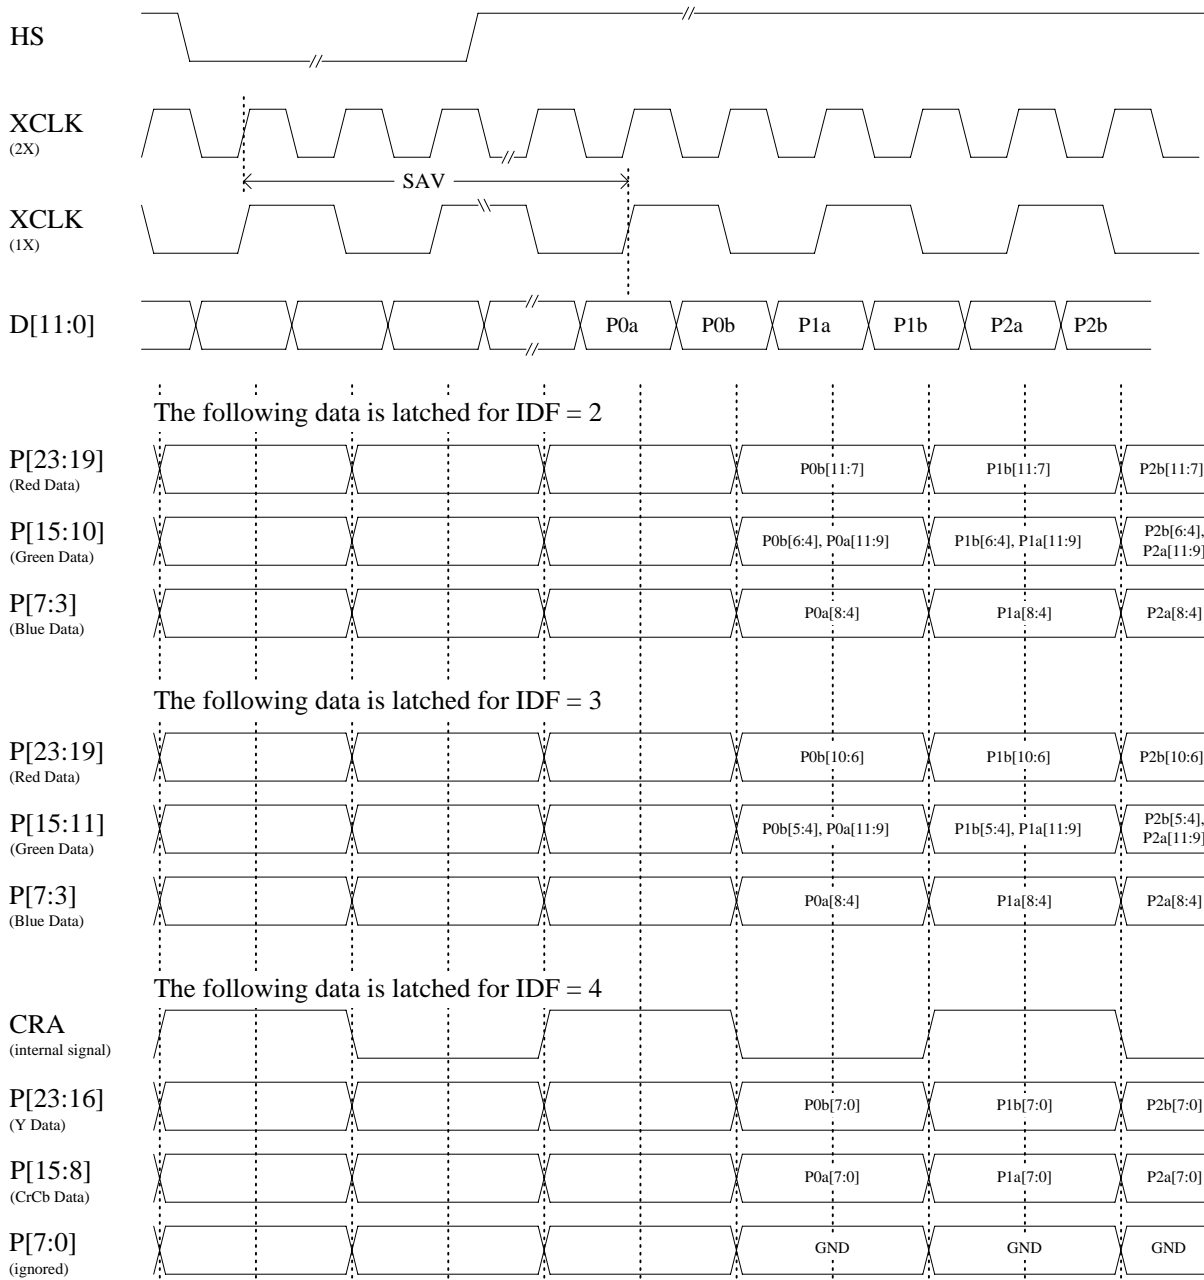 HS
XCLK
(2X)
SAV
XCLK
(1X)
D[11:0]
P0a P0b P1a P1b P2a P2b
The following data is latched for IDF = 2
P[23:19]
(Red Data)
P0b[11:7] P1b[11:7] P2b[11:7]
P[15:10]
(Green Data)
P0b[6:4], P0a[11:9] P1b[6:4], P1a[11:9] P2b[6:4],
P2a[11:9]
P[7:3]
(Blue Data)
P0a[8:4] P1a[8:4] P2a[8:4]
The following data is latched for IDF = 3
P[23:19]
(Red Data)
P0b[10:6] P1b[10:6] P2b[10:6]
P[15:11]
(Green Data)
P0b[5:4], P0a[11:9] P1b[5:4], P1a[11:9] P2b[5:4],
P2a[11:9]
P[7:3]
(Blue Data)
P0a[8:4] P1a[8:4] P2a[8:4]
The following data is latched for IDF = 4
CRA
(internal signal)
P[23:16]
(Y Data)
P0b[7:0] P1b[7:0] P2b[7:0]
P[15:8]
(CrCb Data)
P0a[7:0] P1a[7:0] P2a[7:0]
P[7:0]
(ignored)
GND GND GND